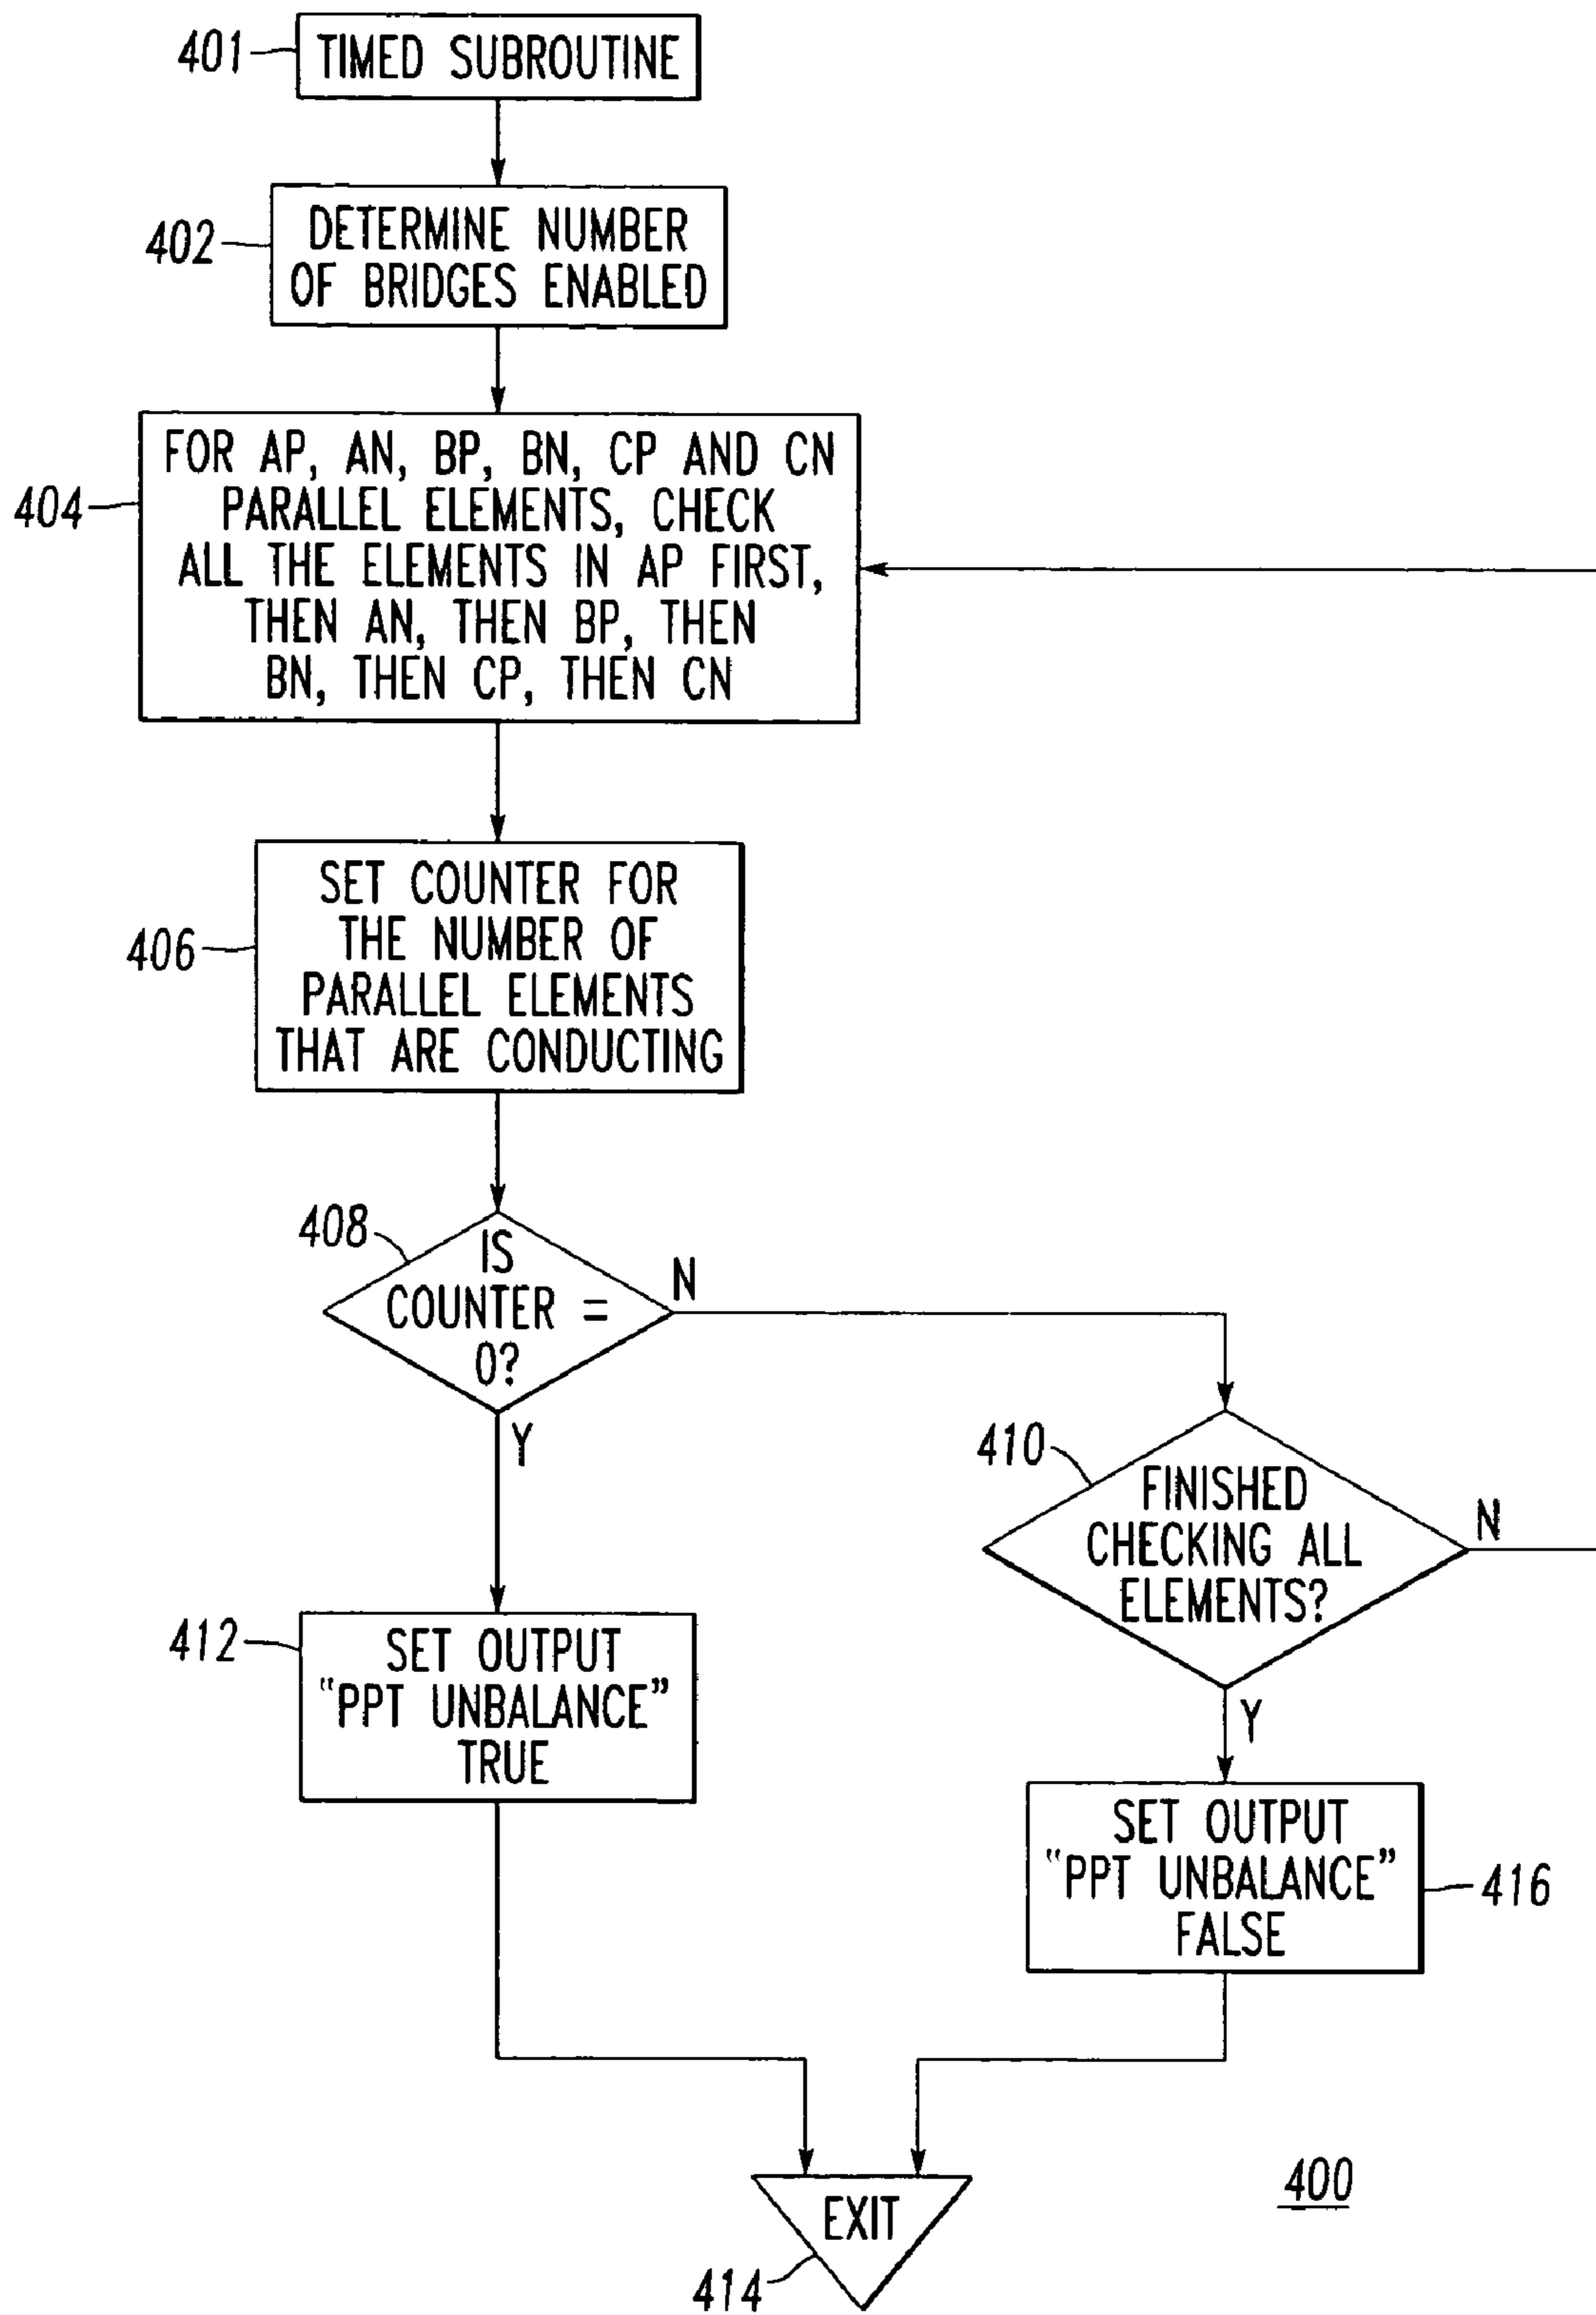 401
TIMED SUBROUTINE
402
DETERMINE NUMBER
OF BRIDGES ENABLED
404
FOR AP, AN, BP, BN, CP AND CN
PARALLEL ELEMENTS, CHECK
ALL THE ELEMENTS IN AP FIRST,
THEN AN, THEN BP, THEN
BN, THEN CP, THEN CN
406
SET COUNTER FOR
THE NUMBER OF
PARALLEL ELEMENTS
THAT ARE CONDUCTING
408
IS
COUNTER =
0?
N
Y
410
FINISHED
CHECKING ALL
ELEMENTS?
N
Y
412
SET OUTPUT
“PPT UNBALANCE”
TRUE
SET OUTPUT
“PPT UNBALANCE”
FALSE
416
EXIT
414
400